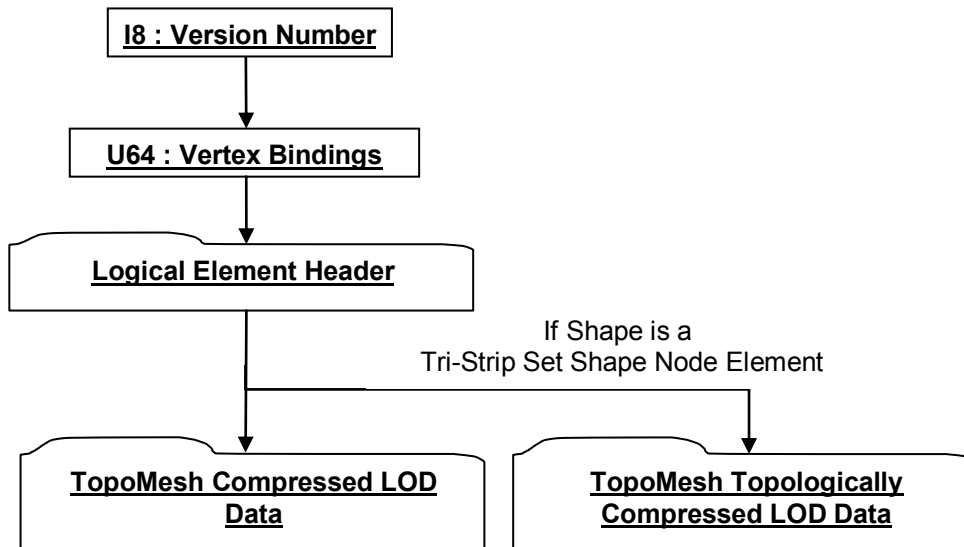 I8 : Version Number
U64 : Vertex Bindings
Logical Element Header
If Shape is a
Tri-Strip Set Shape Node Element
TopoMesh Compressed LOD
Data
TopoMesh Topologically
Compressed LOD Data